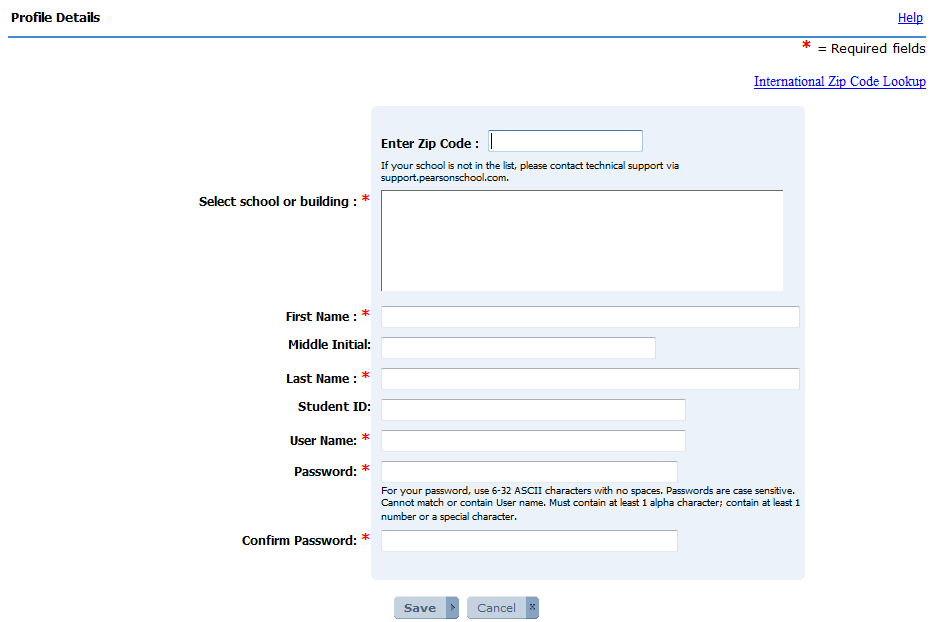 Profile Details Help
* = Required fields
International Zip Code Lookup
Enter Zip Code :
If your school is not in the list, please contact technical support via
support.pearsonschool.com.
Select school or building : *
First Name : *
Middle Initial:
Last Name : *
Student ID:
User Name: *
Password: *
For your password, use 6-32 ASCII characters with no spaces. Passwords are case sensitive.
Cannot match or contain User name. Must contain at least 1 alpha character; contain at least 1
number or a special character.
Confirm Password: *
Save Cancel